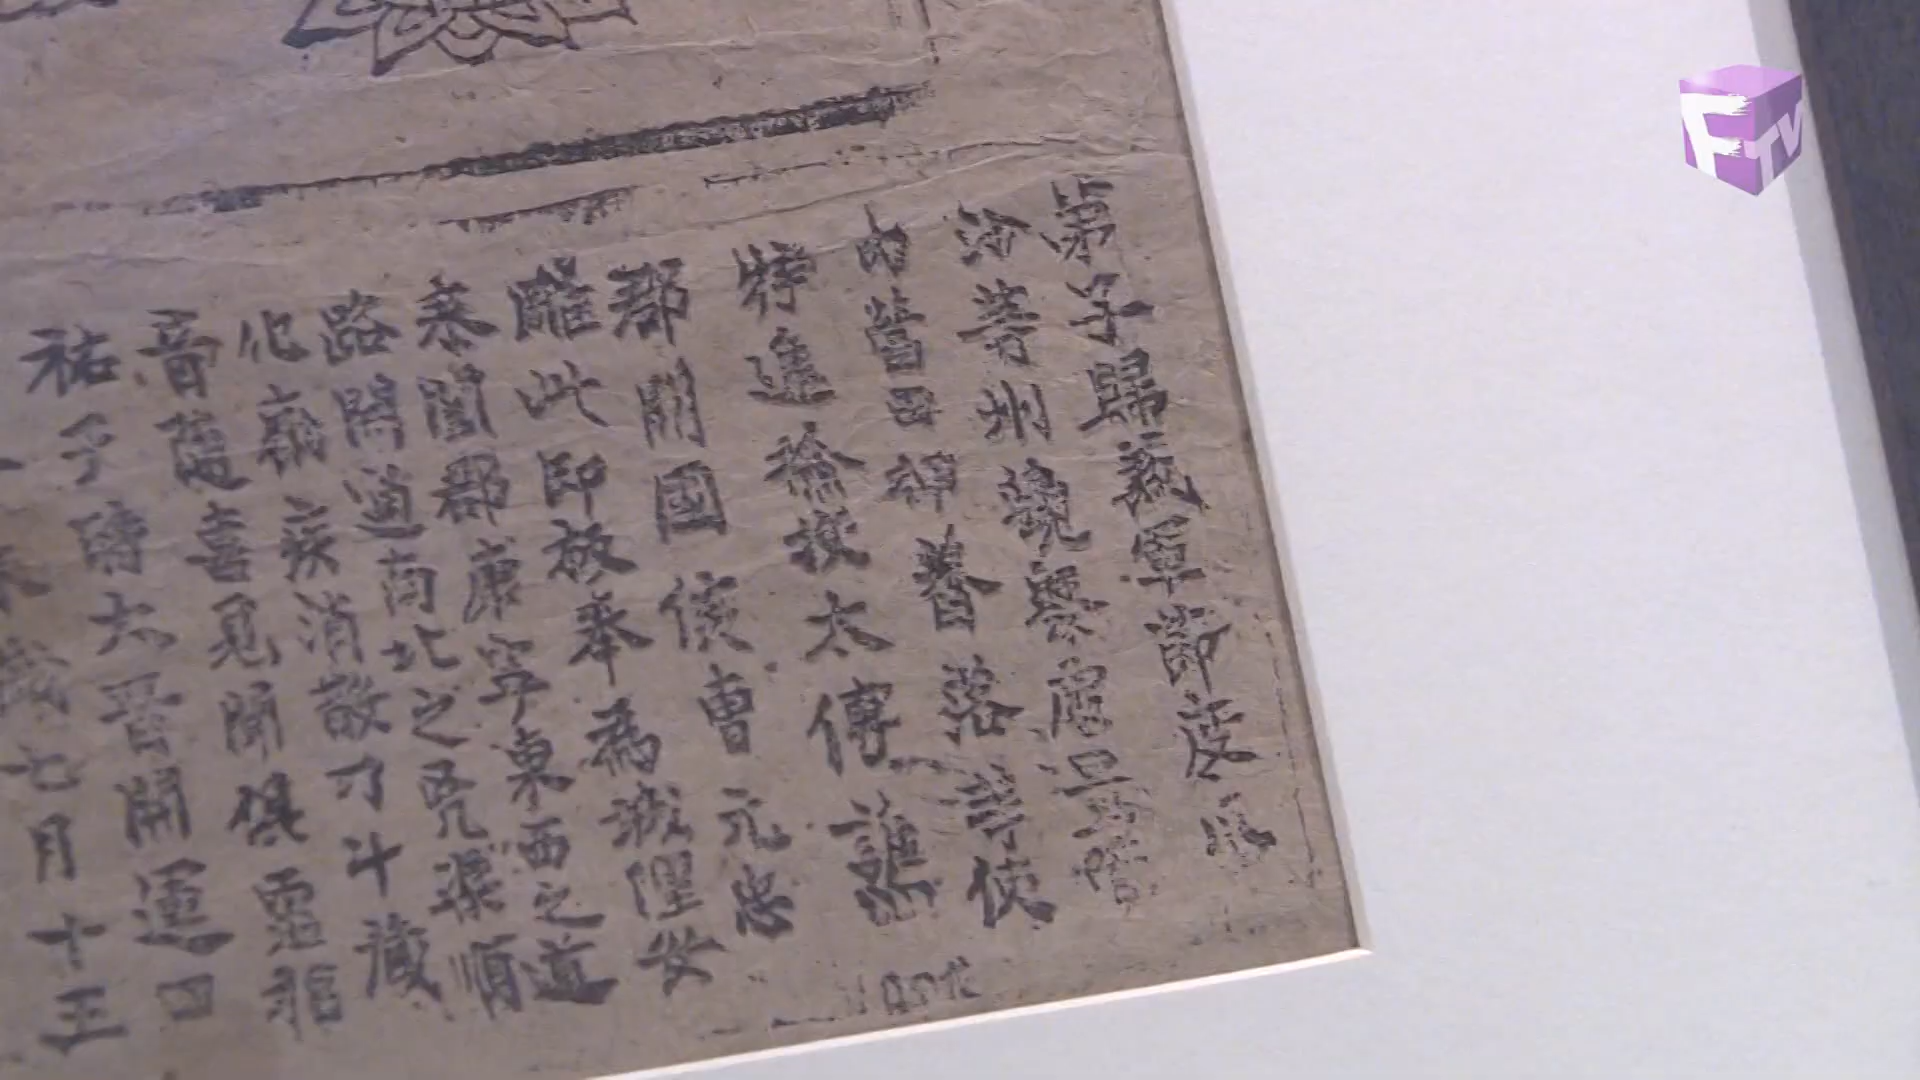 弟子歸義軍節度瓜
沙等州觀察處置管
內營田押蕃落等使
特進檢校太傅譙
郡開國侯曹元忠
雕此印板奉為城隍安
泰闔郡康寧東西之道
路開通南北之兇渠順
化癘疾消散刁斗藏
音隨喜見聞俱霑福
祐于時大晉開運四
歲七月十五
FTV